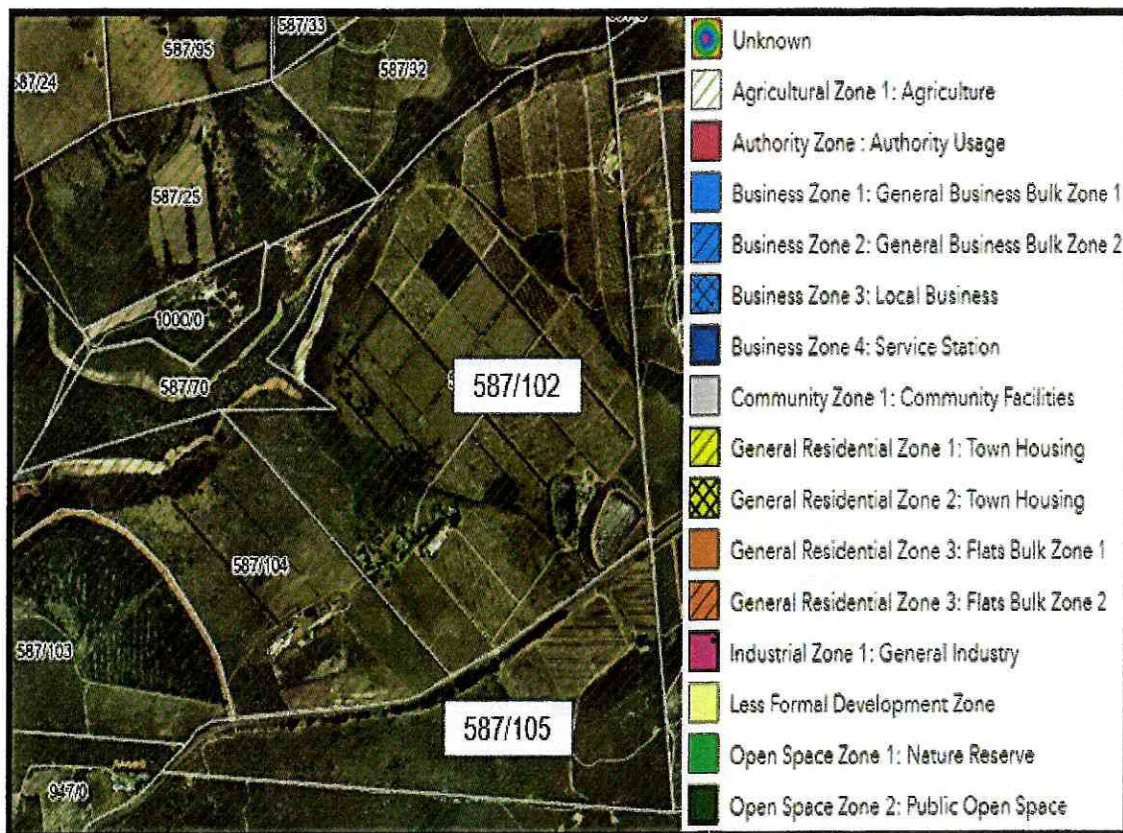 587/33
587/95
587/32
587/24
587/25
1000/0
587/70
587/102
587/104
587/103
587/105
947/0
Unknown
Agricultural Zone 1: Agriculture
Authority Zone : Authority Usage
Business Zone 1: General Business Bulk Zone 1
Business Zone 2: General Business Bulk Zone 2
Business Zone 3: Local Business
Business Zone 4: Service Station
Community Zone 1: Community Facilities
General Residential Zone 1: Town Housing
General Residential Zone 2: Town Housing
General Residential Zone 3: Flats Bulk Zone 1
General Residential Zone 3: Flats Bulk Zone 2
Industrial Zone 1: General Industry
Less Formal Development Zone
Open Space Zone 1: Nature Reserve
Open Space Zone 2: Public Open Space